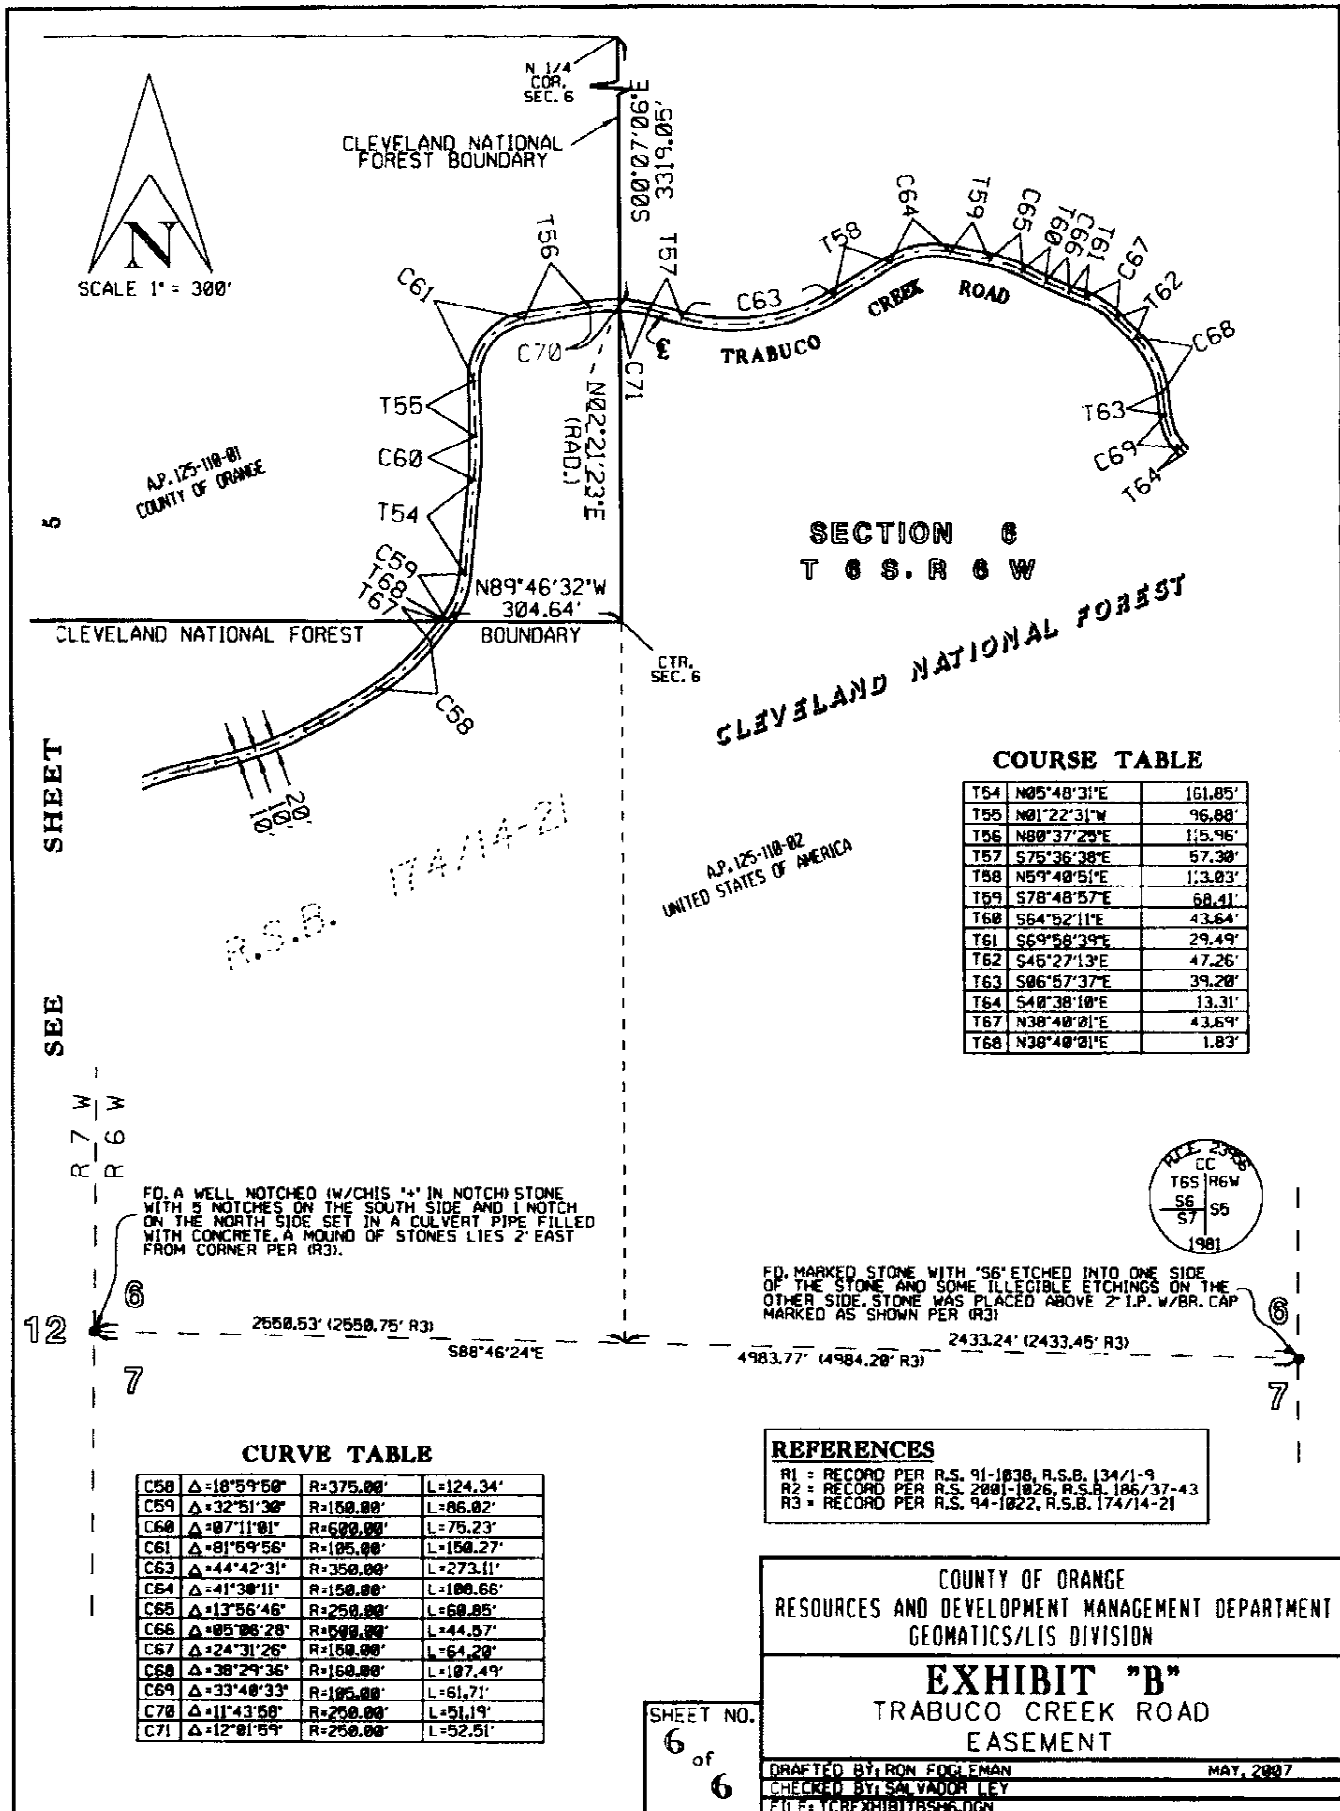 N 1/4
COR.
SEC. 6
CLEVELAND NATIONAL
FOREST BOUNDARY
S00°07'06"E
3319.05'
N
SCALE 1" = 300'
C61
T56
T57
C63
T58
C64
T59
C65
T60
C66
T61
C67
T62
C68
T63
C69
T64
C70
C71
℄
TRABUCO CREEK ROAD
N02°21'23"E
(RAD.)
T55
C60
T54
C59
T68
T67
A.P. 125-110-01
COUNTY OF ORANGE
N89°46'32"W
304.64'
CLEVELAND NATIONAL FOREST BOUNDARY
CTR.
SEC. 6
C58
SECTION 6
T 6 S. R 6 W
CLEVELAND NATIONAL FOREST
SEE SHEET 5
10'
10'
20'
R.S.B. 174/14-21
A.P. 125-110-02
UNITED STATES OF AMERICA
COURSE TABLE
T54 N05°48'31"E 161.85'
T55 N01°22'31"W 96.88'
T56 N80°37'25"E 115.96'
T57 S75°36'38"E 57.30'
T58 N59°40'51"E 113.03'
T59 S78°48'57"E 68.41'
T60 S64°52'11"E 43.64'
T61 S69°58'39"E 29.49'
T62 S45°27'13"E 47.26'
T63 S06°57'37"E 39.20'
T64 S40°38'10"E 13.31'
T67 N38°40'01"E 43.69'
T68 N38°40'01"E 1.83'
R 7 W
R 6 W
FD. A WELL NOTCHED (W/CHIS "+" IN NOTCH) STONE
WITH 5 NOTCHES ON THE SOUTH SIDE AND 1 NOTCH
ON THE NORTH SIDE SET IN A CULVERT PIPE FILLED
WITH CONCRETE. A MOUND OF STONES LIES 2' EAST
FROM CORNER PER (R3).
R.C.E. 23956
CC
T6S R6W
S6 S5
S7
1981
FD. MARKED STONE WITH "S6" ETCHED INTO ONE SIDE
OF THE STONE AND SOME ILLEGIBLE ETCHINGS ON THE
OTHER SIDE. STONE WAS PLACED ABOVE 2" I.P. W/BR. CAP
MARKED AS SHOWN PER (R3)
12
6
7
6
7
2550.53' (2550.75' R3)
S88°46'24"E
4983.77' (4984.20' R3)
2433.24' (2433.45' R3)
CURVE TABLE
C58 Δ=18°59'50" R=375.00' L=124.34'
C59 Δ=32°51'30" R=150.00' L=86.02'
C60 Δ=07°11'01" R=600.00' L=75.23'
C61 Δ=81°59'56" R=105.00' L=150.27'
C63 Δ=44°42'31" R=350.00' L=273.11'
C64 Δ=41°30'11" R=150.00' L=108.66'
C65 Δ=13°56'46" R=250.00' L=60.85'
C66 Δ=05°06'28" R=500.00' L=44.57'
C67 Δ=24°31'26" R=150.00' L=64.20'
C68 Δ=38°29'36" R=160.00' L=107.49'
C69 Δ=33°40'33" R=105.00' L=61.71'
C70 Δ=11°43'58" R=250.00' L=51.19'
C71 Δ=12°01'59" R=250.00' L=52.51'
REFERENCES
R1 = RECORD PER R.S. 91-1038, R.S.B. 134/1-9
R2 = RECORD PER R.S. 2001-1026, R.S.B. 186/37-43
R3 = RECORD PER R.S. 94-1022, R.S.B. 174/14-21
COUNTY OF ORANGE
RESOURCES AND DEVELOPMENT MANAGEMENT DEPARTMENT
GEOMATICS/LIS DIVISION
EXHIBIT "B"
TRABUCO CREEK ROAD
EASEMENT
SHEET NO.
6
of
6
DRAFTED BY: RON FOGLEMAN MAY, 2007
CHECKED BY: SALVADOR LEY
FILE: TCREXHIBITBSH6.DGN